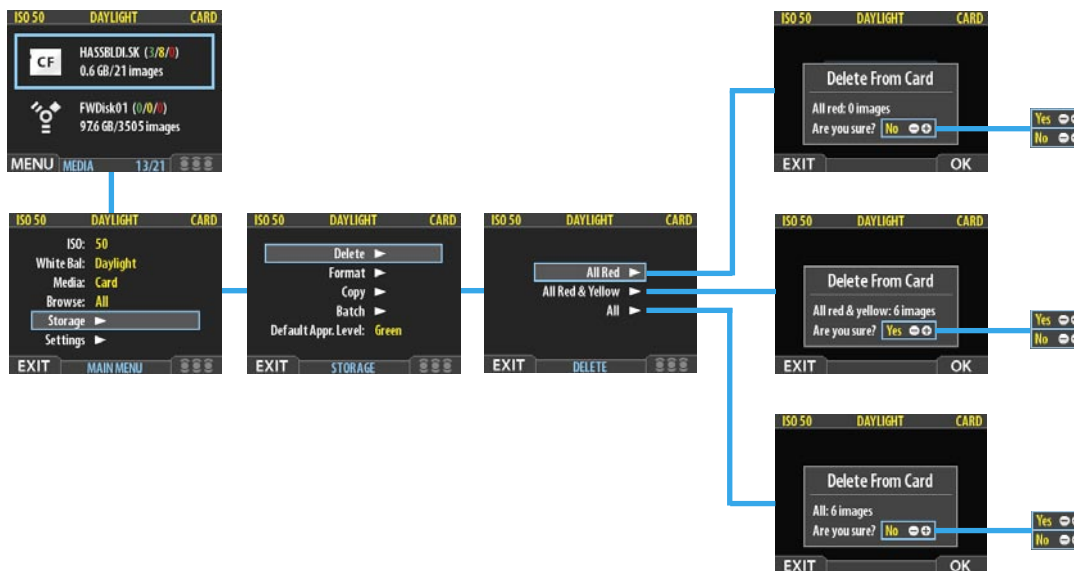 ISO 50 DAYLIGHT CARD
CF
HASSBLDI.SK (3/8/0)
0.6 GB/21 images
FWDisk01 (0/0/0)
97.6 GB/3505 images
MENU MEDIA 13/21
ISO 50 DAYLIGHT CARD
ISO: 50
White Bal: Daylight
Media: Card
Browse: All
Storage
Settings
EXIT MAIN MENU
ISO 50 DAYLIGHT CARD
Delete
Format
Copy
Batch
Default Appr. Level: Green
EXIT STORAGE
ISO 50 DAYLIGHT CARD
All Red
All Red & Yellow
All
EXIT DELETE
ISO 50 DAYLIGHT CARD
Delete From Card
All red: 0 images
Are you sure? No
EXIT OK
Yes
No
ISO 50 DAYLIGHT CARD
Delete From Card
All red & yellow: 6 images
Are you sure? Yes
EXIT OK
Yes
No
ISO 50 DAYLIGHT CARD
Delete From Card
All: 6 images
Are you sure? No
EXIT OK
Yes
No